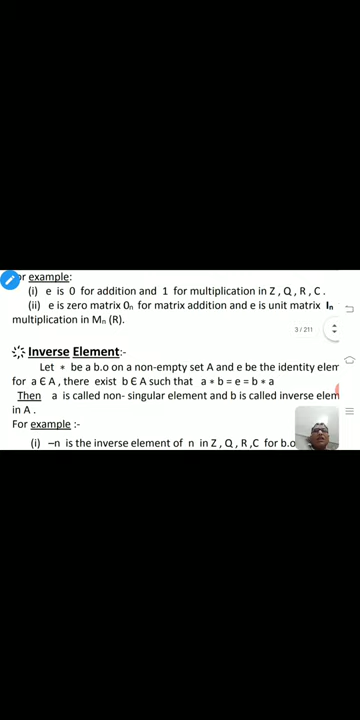 or example:
(i) e is 0 for addition and 1 for multiplication in Z , Q , R , C .
(ii) e is zero matrix 0ₙ for matrix addition and e is unit matrix Iₙ
multiplication in Mₙ (R).
3 / 211
Inverse Element:-
Let * be a b.o on a non-empty set A and e be the identity elem
for a Є A , there exist b Є A such that a * b = e = b * a
Then a is called non- singular element and b is called inverse elem
in A .
For example :-
(i) –n is the inverse element of n in Z , Q , R ,C for b.o